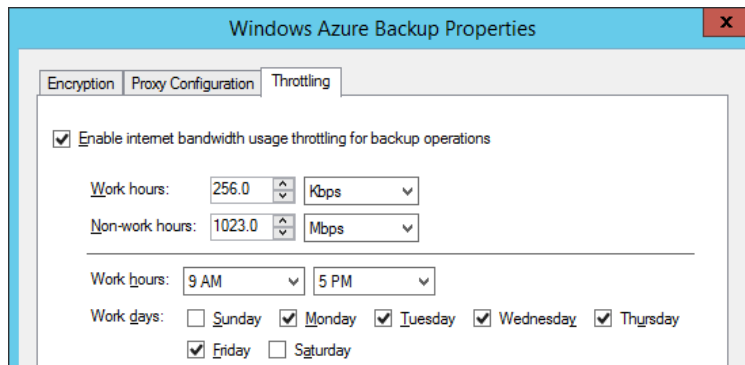 Windows Azure Backup Properties
x
Encryption Proxy Configuration Throttling
Enable internet bandwidth usage throttling for backup operations
Work hours: 256.0 Kbps
Non-work hours: 1023.0 Mbps
Work hours: 9 AM 5 PM
Work days: Sunday Monday Tuesday Wednesday Thursday
Friday Saturday